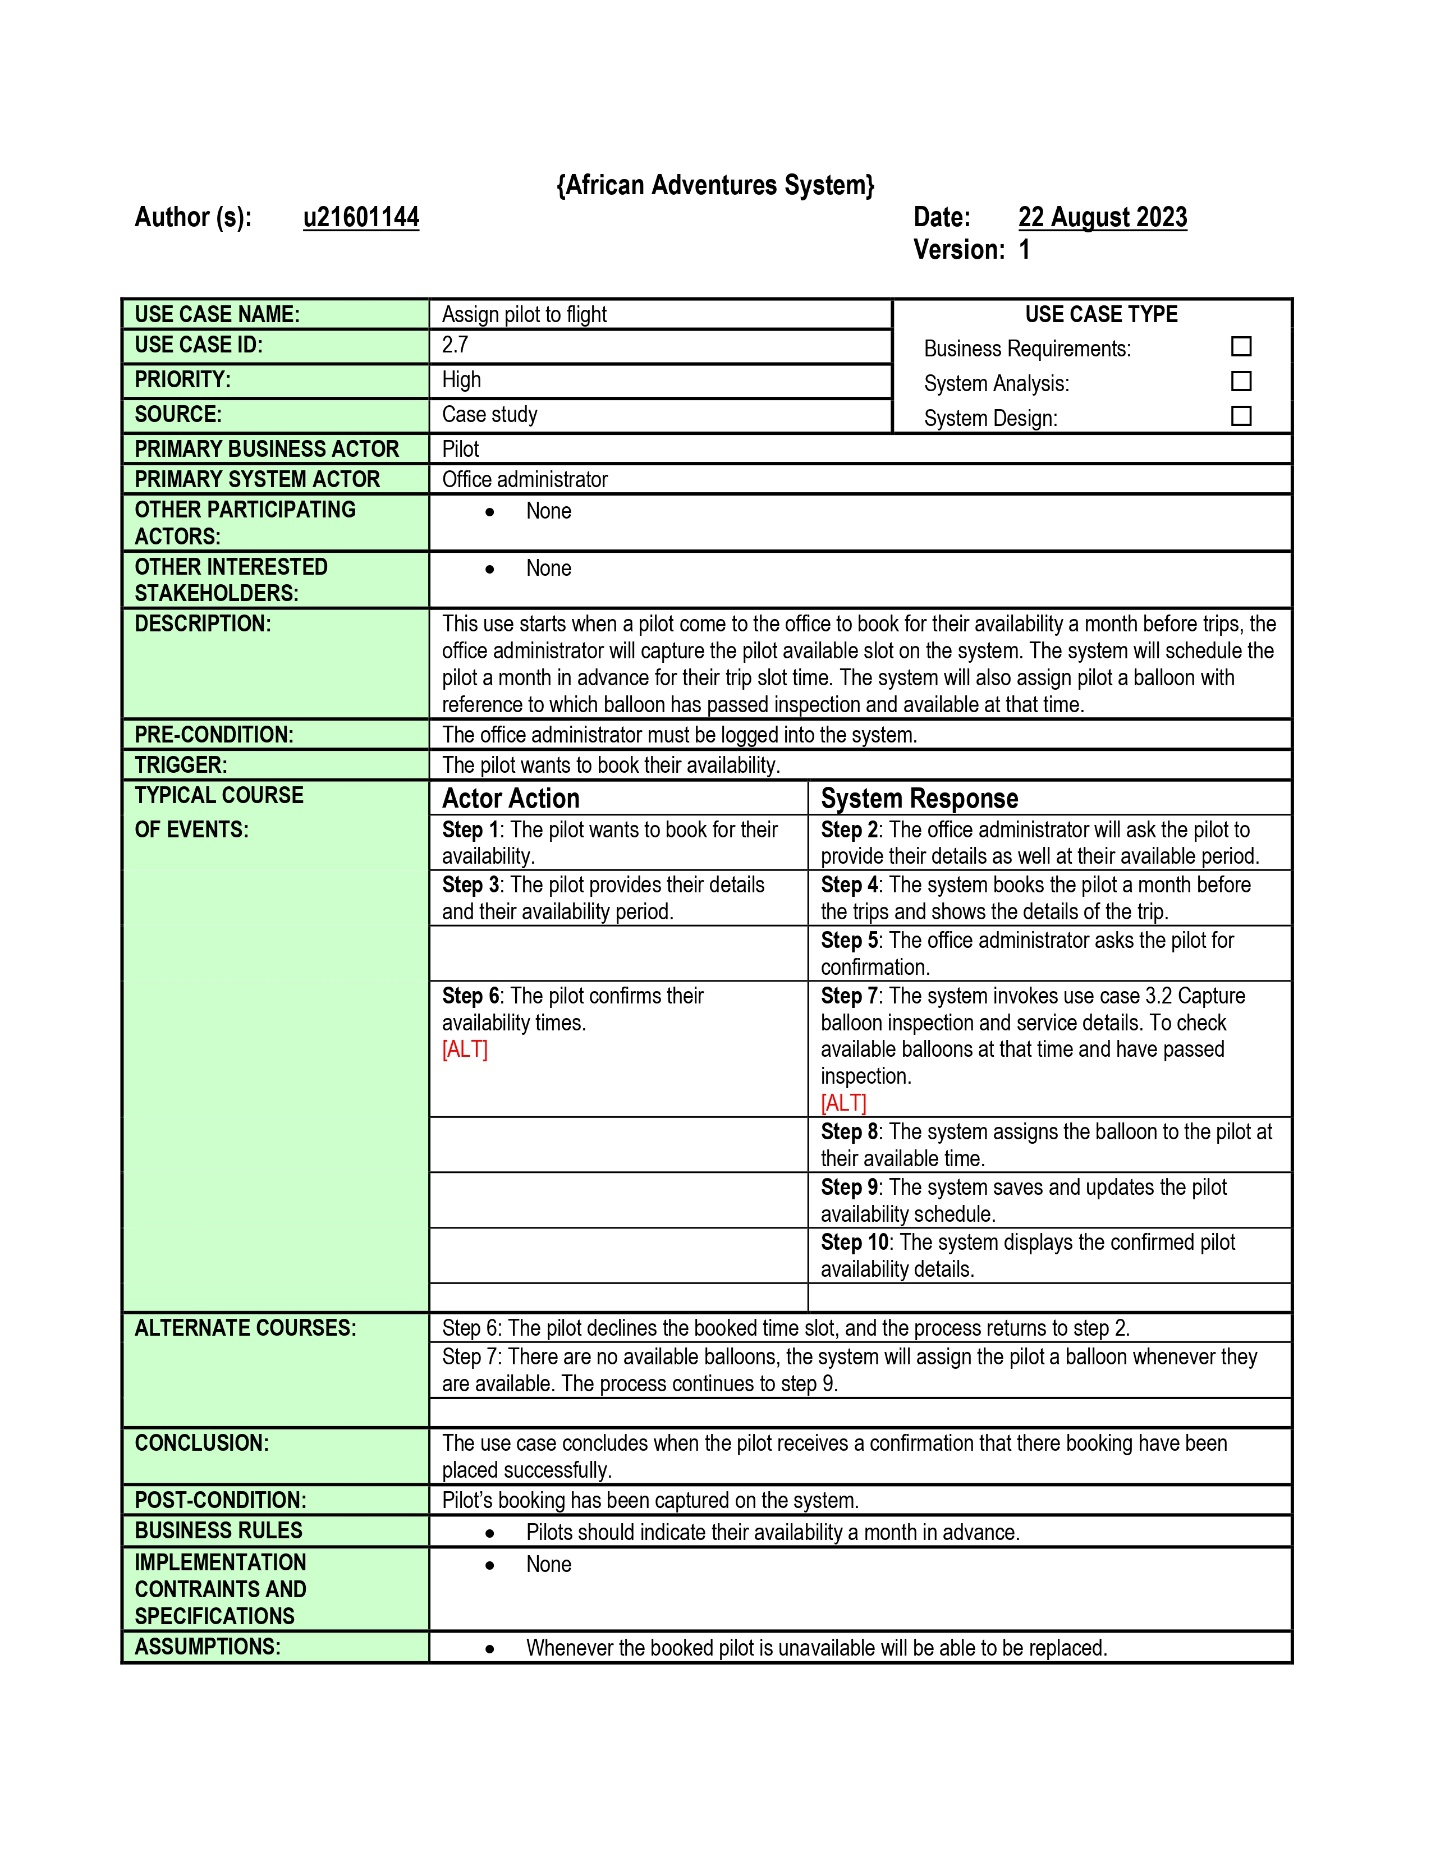 {African Adventures System}
Author (s): u21601144 Date: 22 August 2023
Version: 1
USE CASE NAME: Assign pilot to flight USE CASE TYPE
USE CASE ID: 2.7 Business Requirements: ☐
PRIORITY: High System Analysis: ☐
SOURCE: Case study System Design: ☐
PRIMARY BUSINESS ACTOR Pilot
PRIMARY SYSTEM ACTOR Office administrator
OTHER PARTICIPATING
ACTORS:
• None
OTHER INTERESTED
STAKEHOLDERS:
• None
DESCRIPTION:
This use starts when a pilot come to the office to book for their availability a month before trips, the
office administrator will capture the pilot available slot on the system. The system will schedule the
pilot a month in advance for their trip slot time. The system will also assign pilot a balloon with
reference to which balloon has passed inspection and available at that time.
PRE-CONDITION: The office administrator must be logged into the system.
TRIGGER: The pilot wants to book their availability.
TYPICAL COURSE
OF EVENTS:
Actor Action System Response
Step 1: The pilot wants to book for their
availability.
Step 2: The office administrator will ask the pilot to
provide their details as well at their available period.
Step 3: The pilot provides their details
and their availability period.
Step 4: The system books the pilot a month before
the trips and shows the details of the trip.
Step 5: The office administrator asks the pilot for
confirmation.
Step 6: The pilot confirms their
availability times.
[ALT]
Step 7: The system invokes use case 3.2 Capture
balloon inspection and service details. To check
available balloons at that time and have passed
inspection.
[ALT]
Step 8: The system assigns the balloon to the pilot at
their available time.
Step 9: The system saves and updates the pilot
availability schedule.
Step 10: The system displays the confirmed pilot
availability details.
ALTERNATE COURSES:
Step 6: The pilot declines the booked time slot, and the process returns to step 2.
Step 7: There are no available balloons, the system will assign the pilot a balloon whenever they
are available. The process continues to step 9.
CONCLUSION:
The use case concludes when the pilot receives a confirmation that there booking have been
placed successfully.
POST-CONDITION: Pilot’s booking has been captured on the system.
BUSINESS RULES • Pilots should indicate their availability a month in advance.
IMPLEMENTATION
CONTRAINTS AND
SPECIFICATIONS
• None
ASSUMPTIONS: • Whenever the booked pilot is unavailable will be able to be replaced.